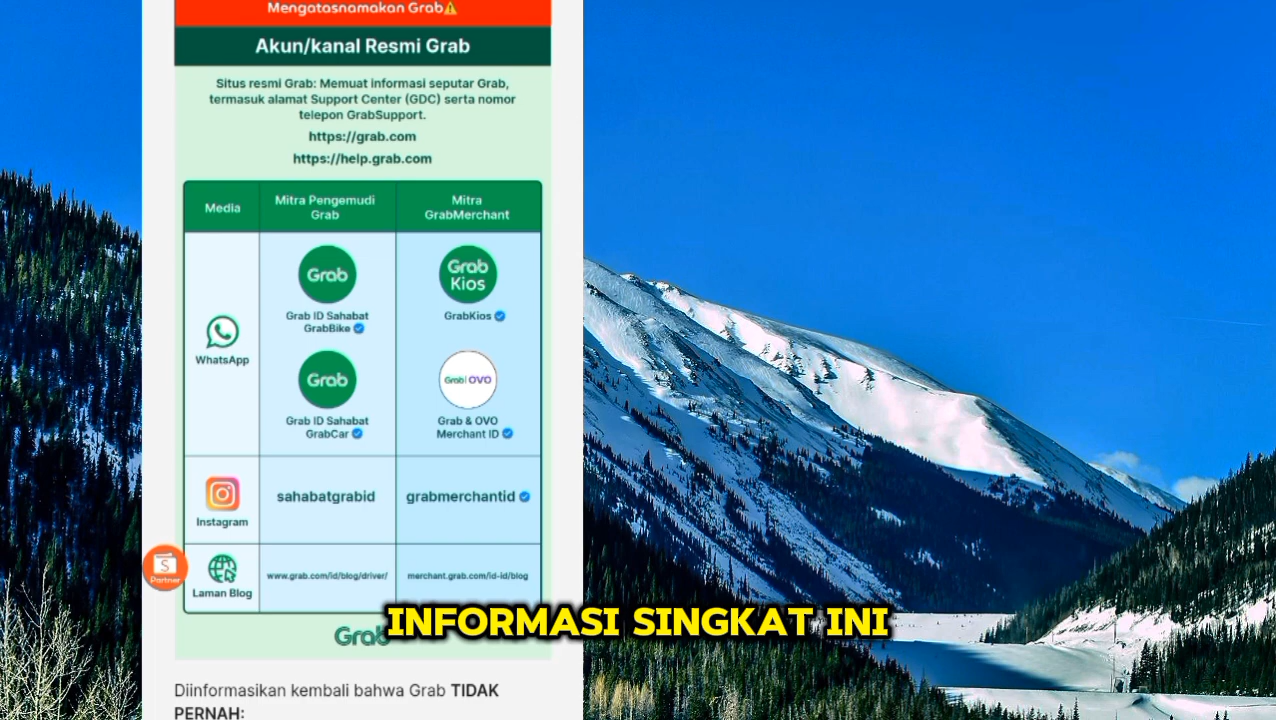 Mengatasnamakan Grab⚠️
Akun/kanal Resmi Grab
Situs resmi Grab: Memuat informasi seputar Grab,
termasuk alamat Support Center (GDC) serta nomor
telepon GrabSupport.
https://grab.com
https://help.grab.com
Media
Mitra Pengemudi
Grab
Mitra
GrabMerchant
WhatsApp
Grab
Grab ID Sahabat
GrabBike
Grab
Kios
GrabKios
Grab
Grab ID Sahabat
GrabCar
Grab | OVO
Grab & OVO
Merchant ID
Instagram
sahabatgrabid
grabmerchantid
Laman Blog
www.grab.com/id/blog/driver/
merchant.grab.com/id-id/blog
S
Partner
Grab
INFORMASI SINGKAT INI
Diinformasikan kembali bahwa Grab TIDAK
PERNAH: